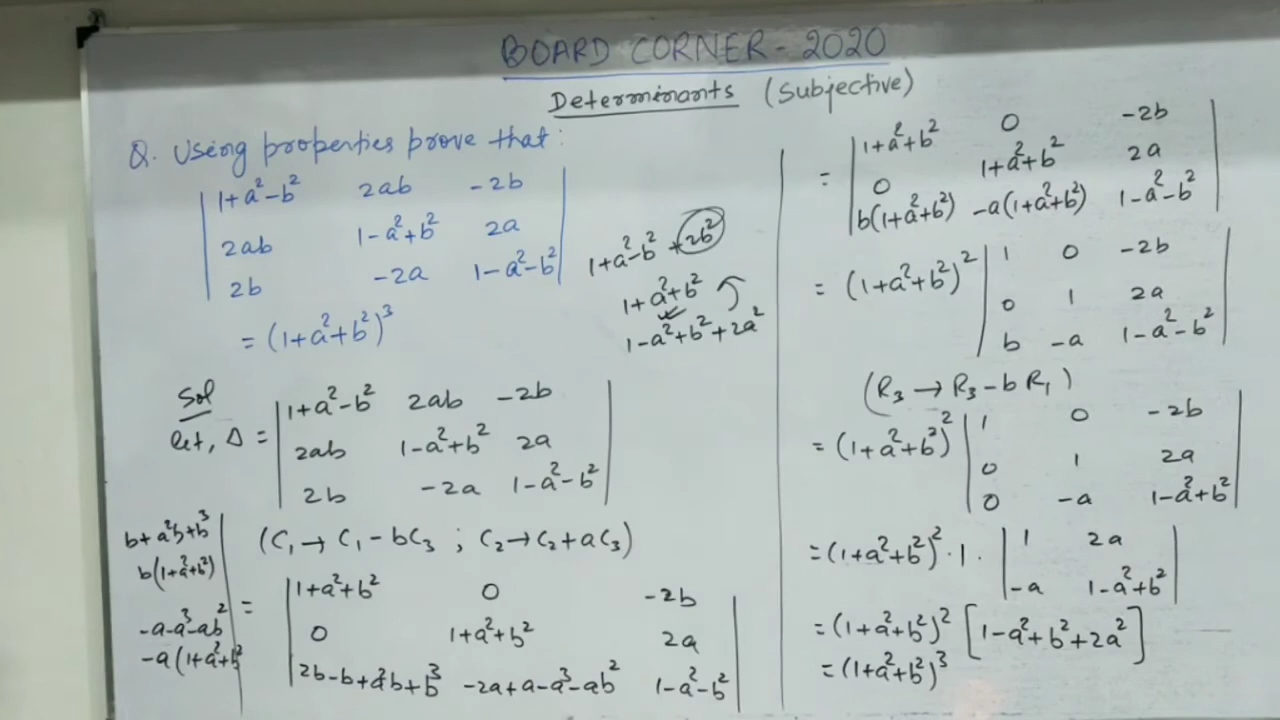 BOARD CORNER - 2020
Determinants (Subjective)
Q. Using properties prove that:
| 1+a²-b² 2ab -2b |
| 2ab 1-a²+b² 2a |
| 2b -2a 1-a²-b² |
= (1+a²+b²)³
1+a²-b²+2b²
1+a²+b²
1-a²+b²+2a²
Sol
let, Δ = | 1+a²-b² 2ab -2b |
| 2ab 1-a²+b² 2a |
| 2b -2a 1-a²-b² |
(C₁→ C₁-bC₃ ; C₂→C₂+aC₃)
b+a²b+b³
b(1+a²+b²)
-a-a³-ab²
-a(1+a²+b²
= | 1+a²+b² 0 -2b |
| 0 1+a²+b² 2a |
| 2b-b+a²b+b³ -2a+a-a³-ab² 1-a²-b² |
= | 1+a²+b² 0 -2b |
| 0 1+a²+b² 2a |
| b(1+a²+b²) -a(1+a²+b²) 1-a²-b² |
= (1+a²+b²)² | 1 0 -2b |
| 0 1 2a |
| b -a 1-a²-b² |
(R₃ → R₃-bR₁)
= (1+a²+b²)² | 1 0 -2b |
| 0 1 2a |
| 0 -a 1-a²+b² |
= (1+a²+b²)² · 1 · | 1 2a |
| -a 1-a²+b² |
= (1+a²+b²)² [1-a²+b²+2a²]
= (1+a²+b²)³